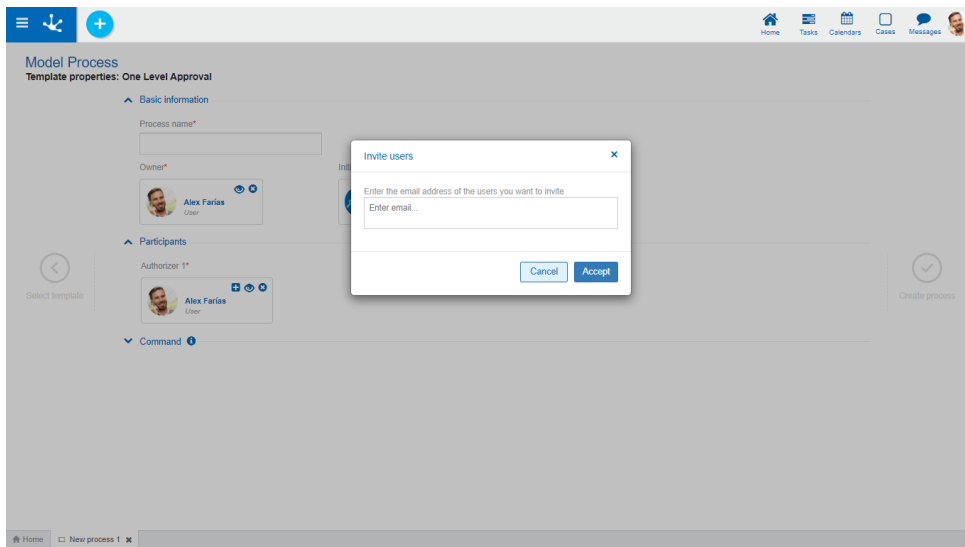 Home
Tasks
Calendars
Cases
Messages
Model Process
Template properties: One Level Approval
Basic information
Process name*
Owner*
Alex Farías
User
Invite users
Enter the email address of the users you want to invite
Enter email...
Cancel
Accept
Participants
Authorizer 1*
Alex Farías
User
Select template
Create process
Command
Home
New process 1